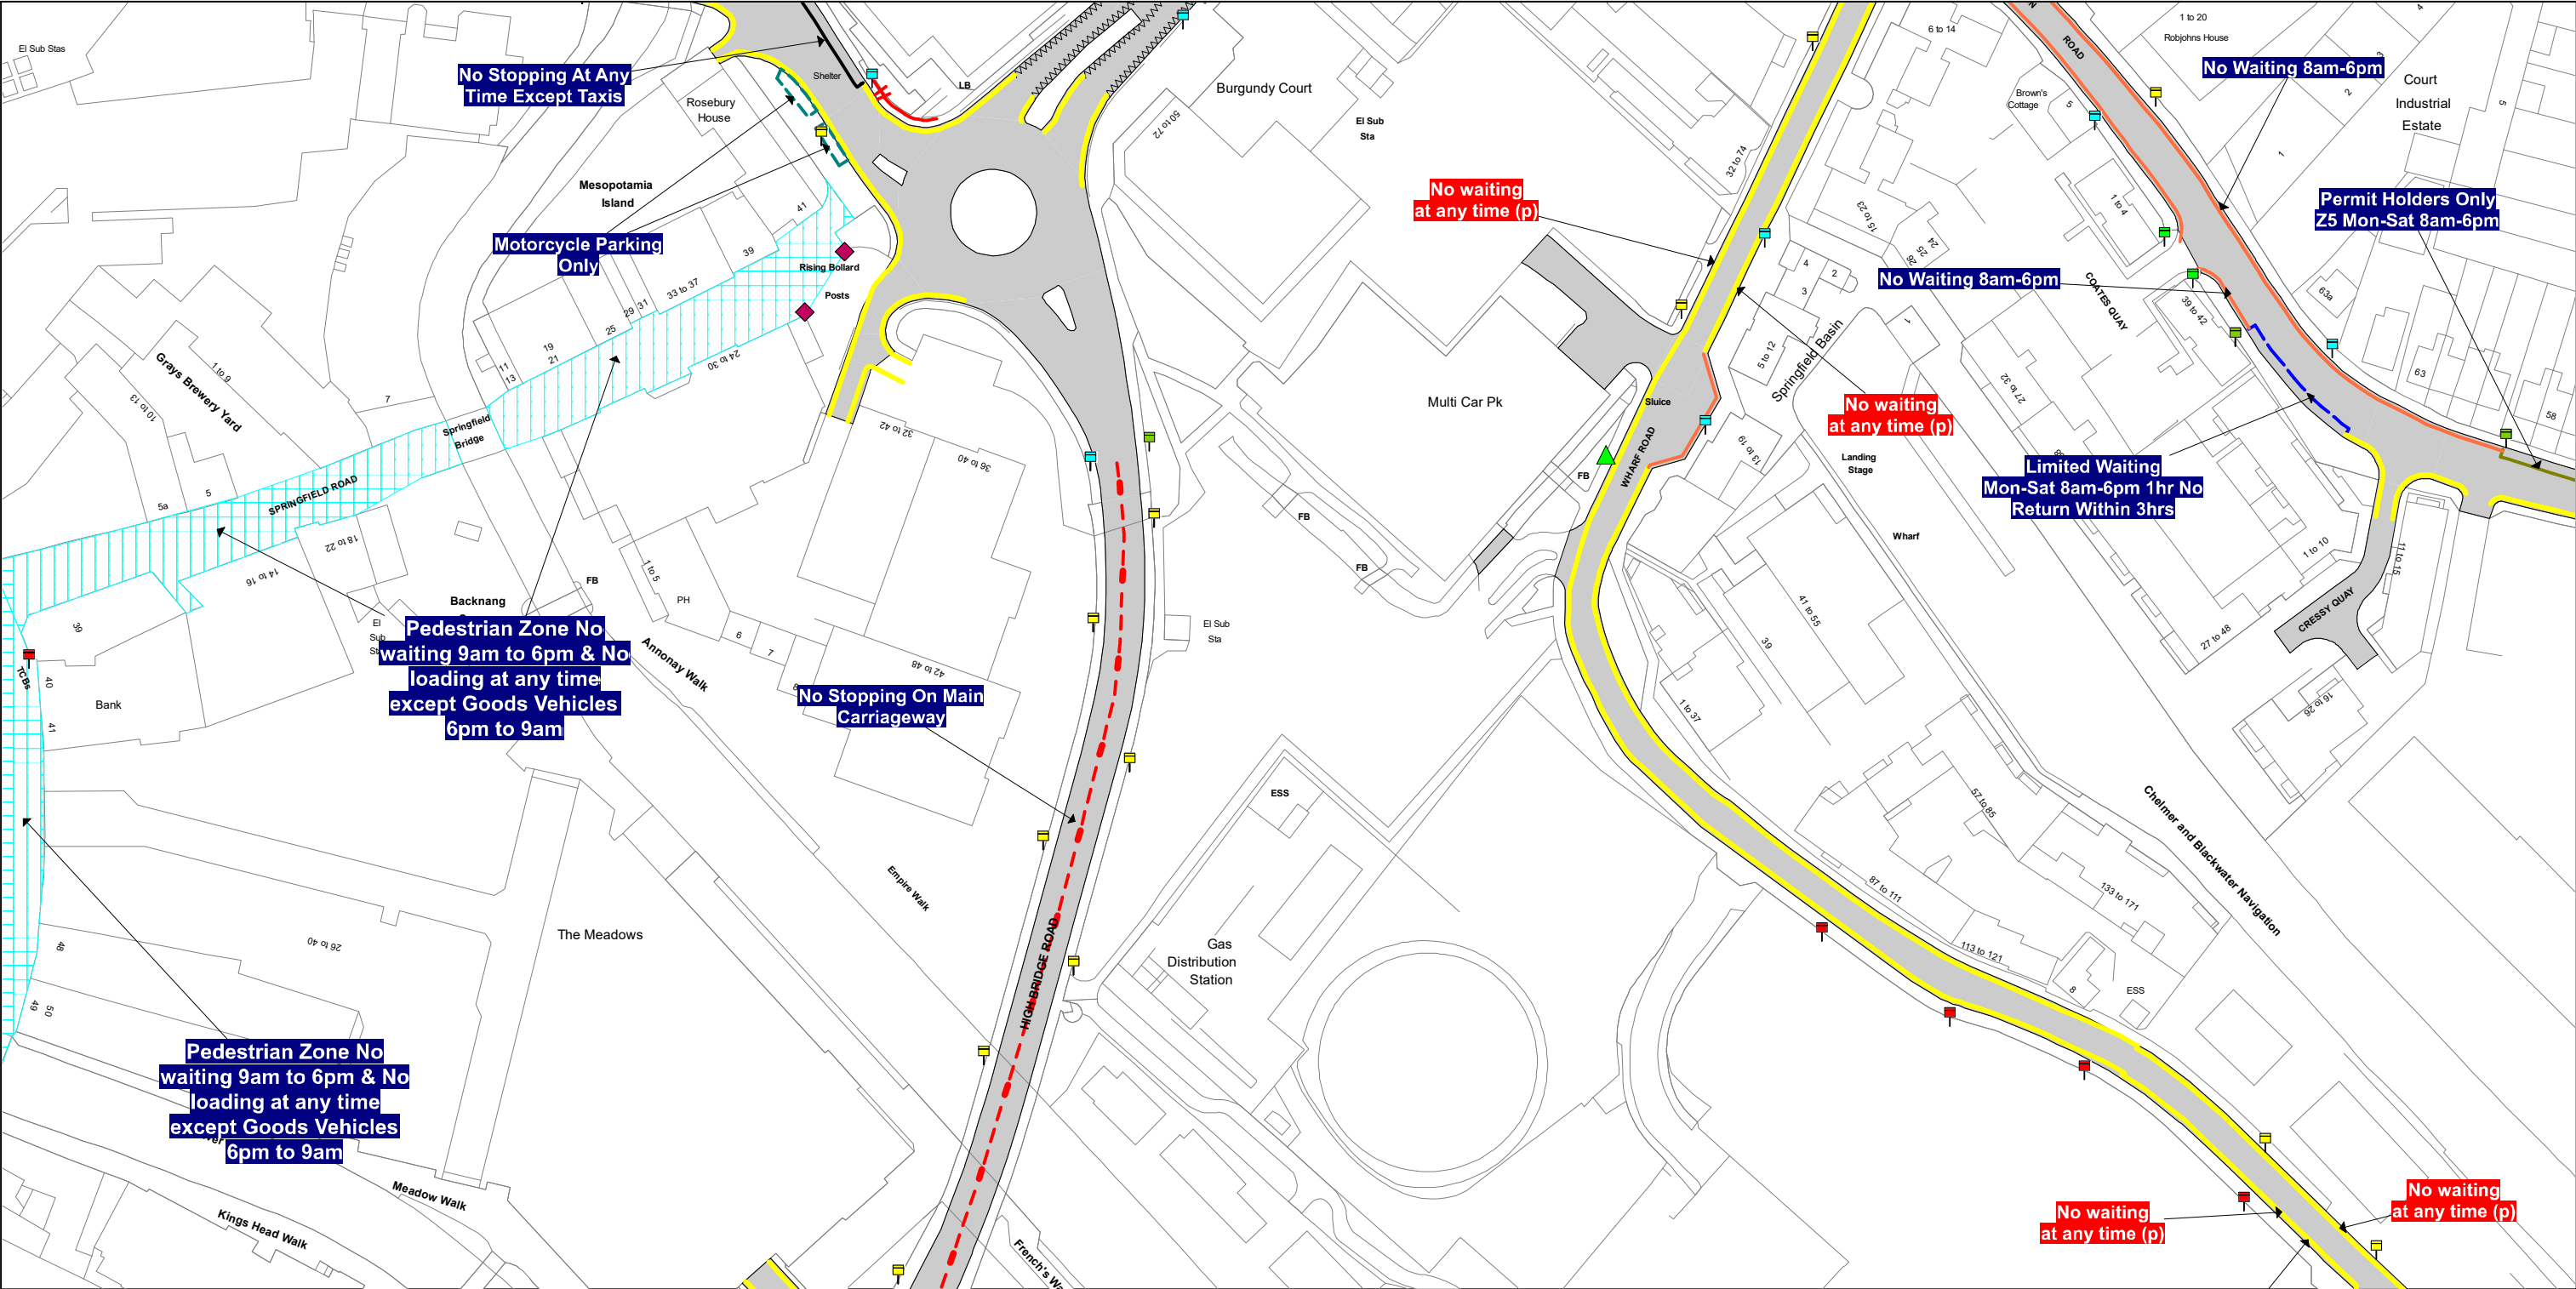 El Sub Stas
No Stopping At Any
Time Except Taxis
Shelter
LB
Rosebury
House
Burgundy Court
50 to 72
El Sub
Sta
32 to 74
6 to 14
ROAD
1 to 20
Robjohns House
4
3
2
1
5
No Waiting 8am-6pm
Court
Industrial
Estate
Brown's
Cottage
5
1 to 4
Permit Holders Only
Z5 Mon-Sat 8am-6pm
No waiting
at any time (p)
Mesopotamia
Island
41
Motorcycle Parking
Only
39
33 to 37
31
29
25
Rising Bollard
Posts
24 to 30
19
21
11
13
15 to 23
24
25
26
4
2
3
5 to 12
Springfield Basin
1
No Waiting 8am-6pm
COATES QUAY
39 to 42
63a
63
58
Grays Brewery Yard
1 to 9
10 to 13
7
Springfield
Bridge
32 to 42
36 to 40
Multi Car Pk
Sluice
WHARF ROAD
FB
13 to 19
No waiting
at any time (p)
Landing
Stage
27 to 32
Limited Waiting
Mon-Sat 8am-6pm 1hr No
Return Within 3hrs
5
5a
SPRINGFIELD ROAD
18 to 22
14 to 16
FB
FB
Wharf
1 to 10
11 to 15
CRESSY QUAY
27 to 48
16 to 26
FB
1 to 5
PH
6
7
8
42 to 48
El Sub
Sta
41 to 55
39
1 to 37
Backnang
El
Sub
Pedestrian Zone No
waiting 9am to 6pm & No
loading at any time
except Goods Vehicles
6pm to 9am
Annonay Walk
39
TCBs
40
41
Bank
No Stopping On Main
Carriageway
ESS
57 to 85
Chelmer and Blackwater Navigation
Empire Walk
87 to 111
133 to 171
The Meadows
26 to 40
48
49
50
HIGH BRIDGE ROAD
Gas
Distribution
Station
113 to 121
8
ESS
Pedestrian Zone No
waiting 9am to 6pm & No
loading at any time
except Goods Vehicles
6pm to 9am
Meadow Walk
Kings Head Walk
French's Wa
No waiting
at any time (p)
No waiting
at any time (p)